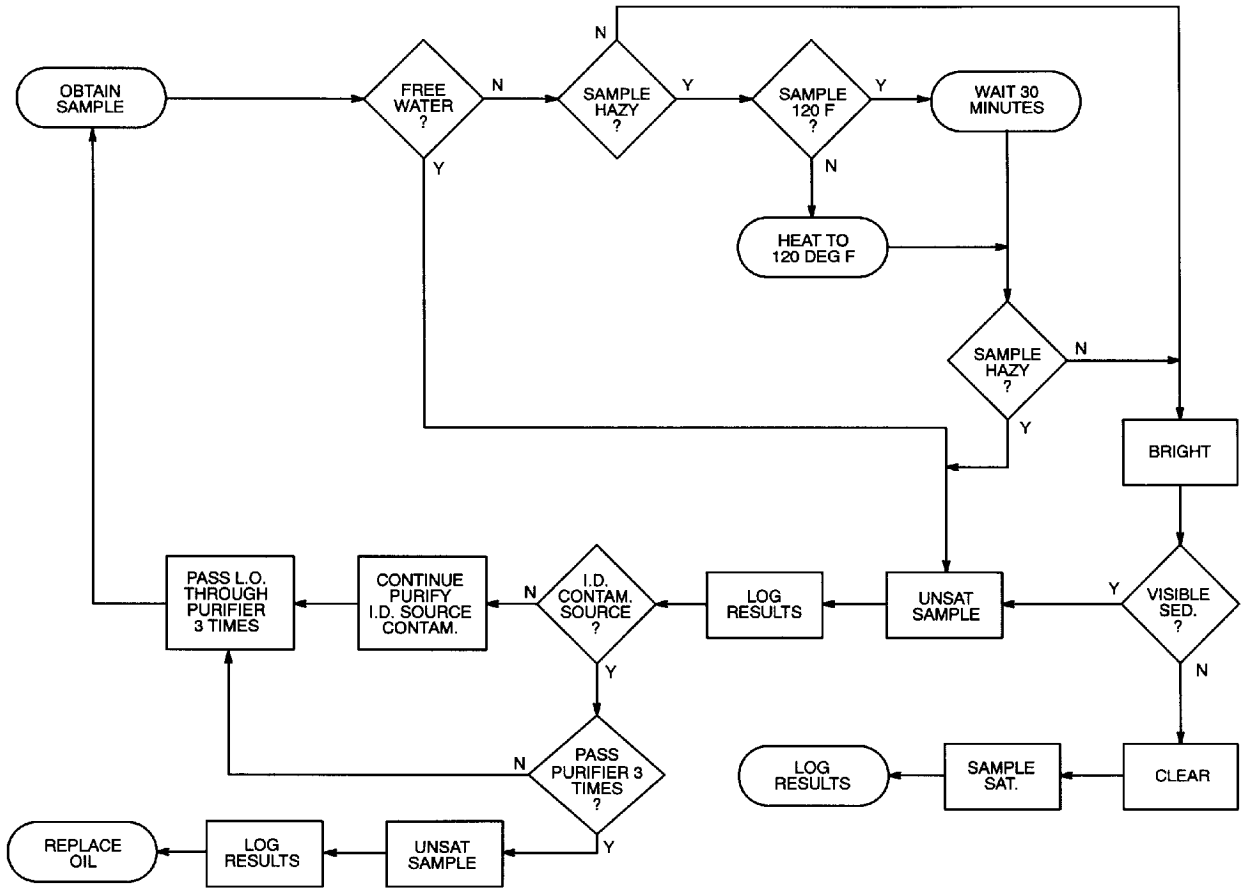 N
OBTAIN
SAMPLE
FREE
WATER
?
N
Y
SAMPLE
HAZY
?
Y
SAMPLE
120 F
?
Y
N
WAIT 30
MINUTES
HEAT TO
120 DEG F
SAMPLE
HAZY
?
N
Y
BRIGHT
VISIBLE
SED.
?
Y
N
UNSAT
SAMPLE
LOG
RESULTS
I.D.
CONTAM.
SOURCE
?
N
Y
CONTINUE
PURIFY
I.D. SOURCE
CONTAM.
PASS L.O.
THROUGH
PURIFIER
3 TIMES
PASS
PURIFIER 3
TIMES
?
N
Y
CLEAR
SAMPLE
SAT.
LOG
RESULTS
UNSAT
SAMPLE
LOG
RESULTS
REPLACE
OIL